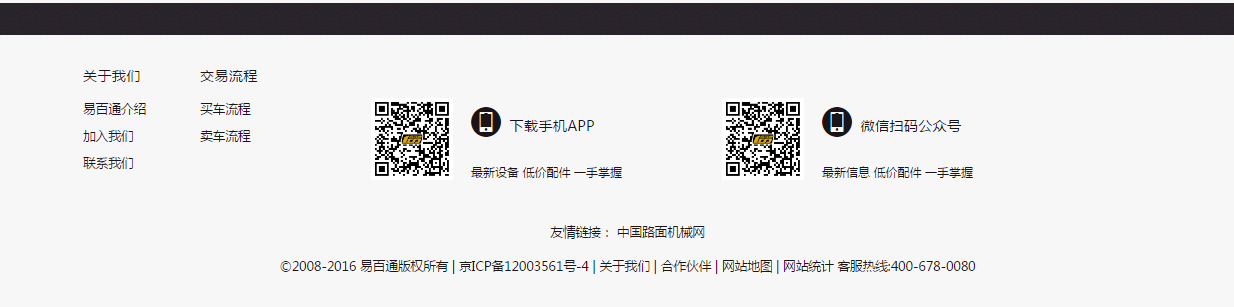 关于我们 交易流程
易百通介绍 买车流程
加入我们 卖车流程
联系我们
下载手机APP
最新设备 低价配件 一手掌握
微信扫码公众号
最新信息 低价配件 一手掌握
友情链接： 中国路面机械网
©2008-2016 易百通版权所有 | 京ICP备12003561号-4 | 关于我们 | 合作伙伴 | 网站地图 | 网站统计 客服热线:400-678-0080